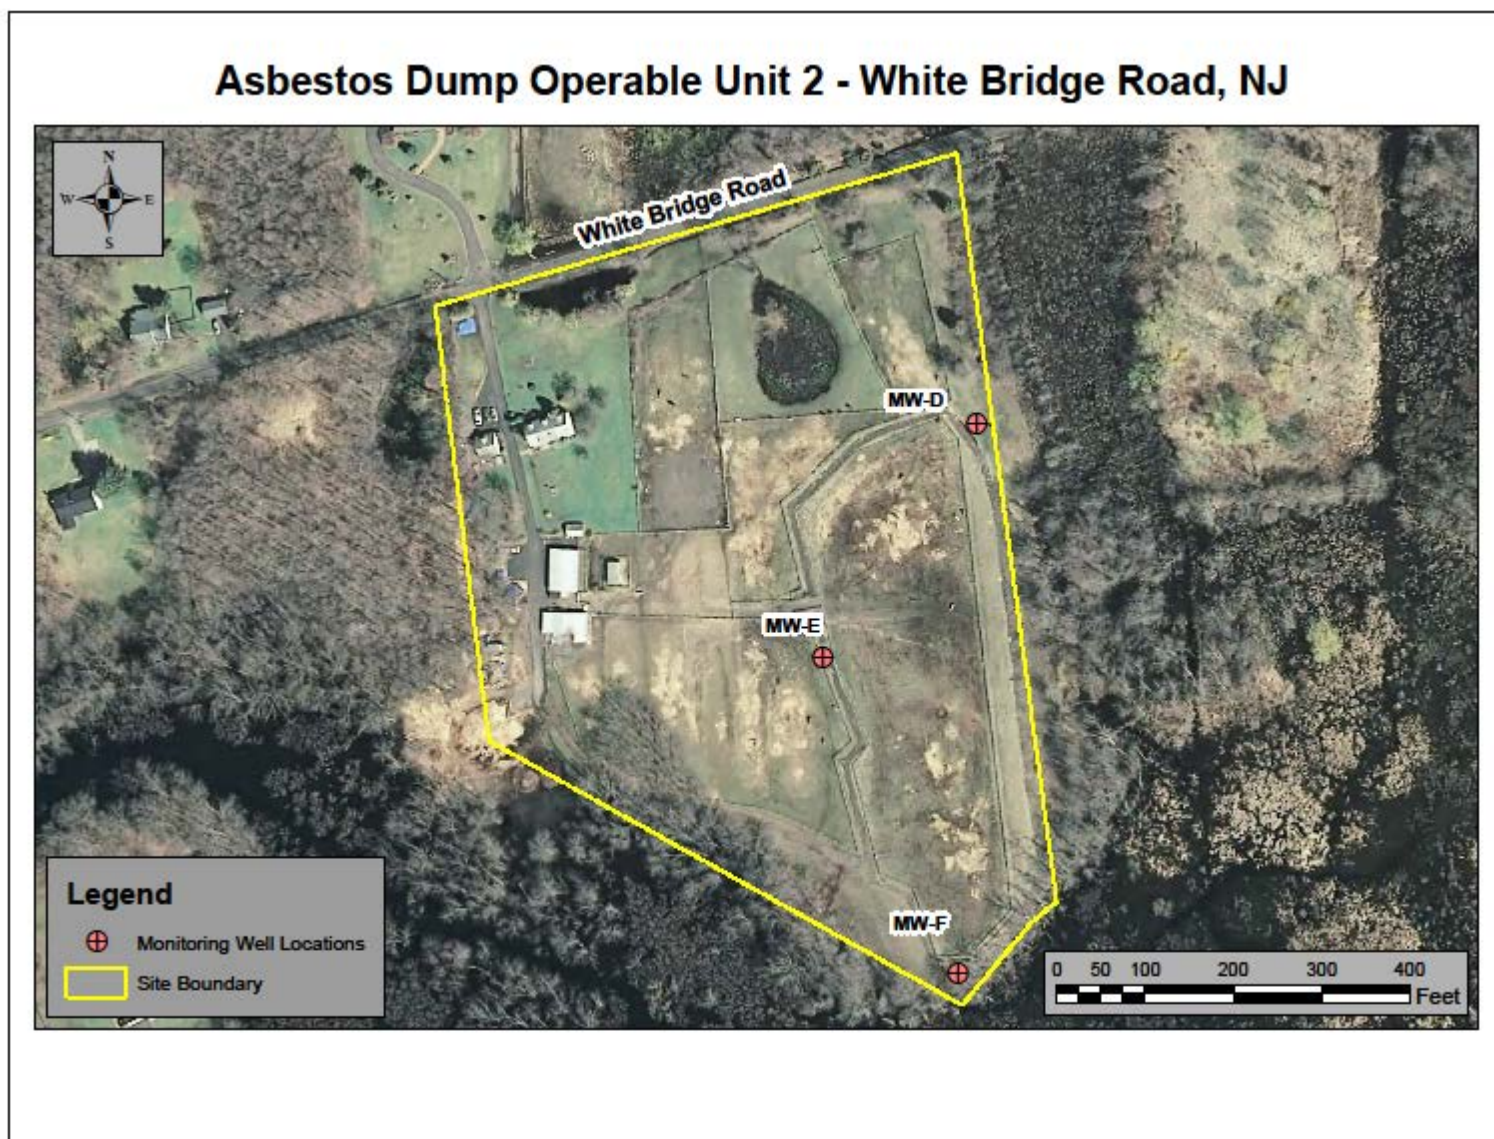 Asbestos Dump Operable Unit 2 - White Bridge Road, NJ
N
W E
S
White Bridge Road
MW-D
MW-E
MW-F
Legend
Monitoring Well Locations
Site Boundary
0 50 100 200 300 400
Feet